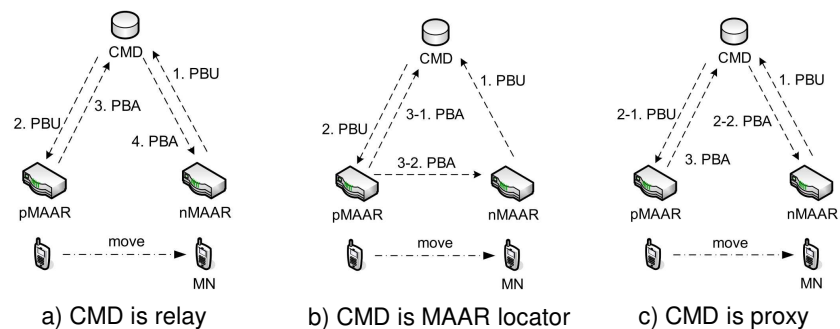 CMD
1. PBU
2. PBU
3. PBA
4. PBA
pMAAR
nMAAR
move
MN
a) CMD is relay
CMD
1. PBU
2. PBU
3-1. PBA
3-2. PBA
pMAAR
nMAAR
move
MN
b) CMD is MAAR locator
CMD
1. PBU
2-1. PBU
2-2. PBA
3. PBA
pMAAR
nMAAR
move
MN
c) CMD is proxy